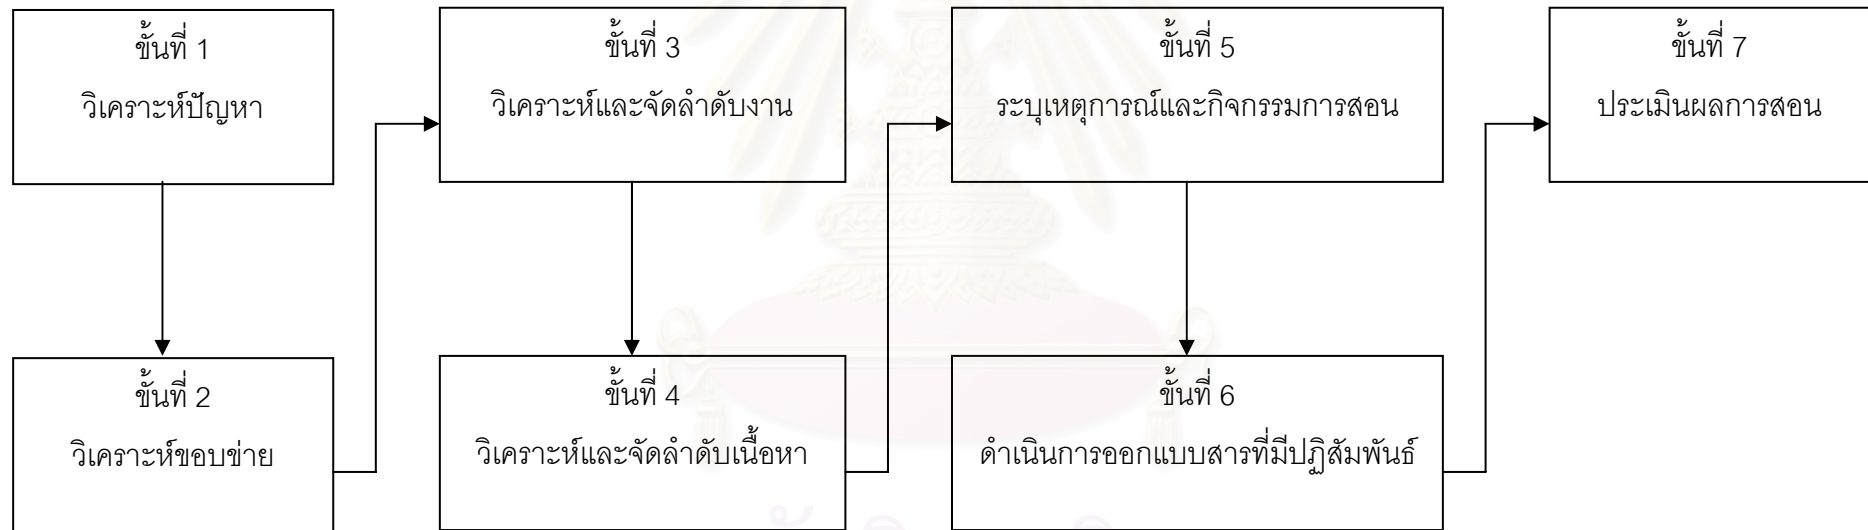 ขั้นที่ 1
วิเคราะห์ปัญหา
ขั้นที่ 2
วิเคราะห์ขอบข่าย
ขั้นที่ 3
วิเคราะห์และจัดลำดับงาน
ขั้นที่ 4
วิเคราะห์และจัดลำดับเนื้อหา
ขั้นที่ 5
ระบุเหตุการณ์และกิจกรรมการสอน
ขั้นที่ 6
ดำเนินการออกแบบสารที่มีปฏิสัมพันธ์
ขั้นที่ 7
ประเมินผลการสอน